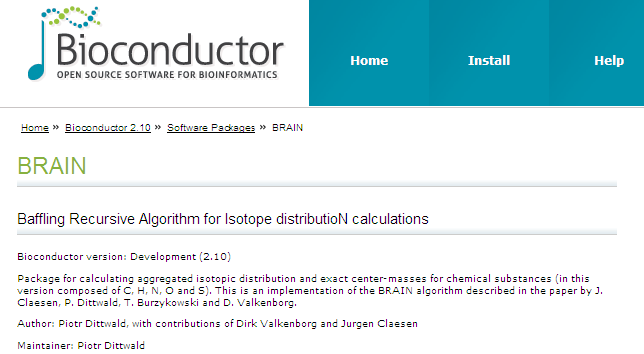 Bioconductor
OPEN SOURCE SOFTWARE FOR BIOINFORMATICS
Home Install Help
Home » Bioconductor 2.10 » Software Packages » BRAIN
BRAIN
Baffling Recursive Algorithm for Isotope distributioN calculations
Bioconductor version: Development (2.10)
Package for calculating aggregated isotopic distribution and exact center-masses for chemical substances (in this
version composed of C, H, N, O and S). This is an implementation of the BRAIN algorithm described in the paper by J.
Claesen, P. Dittwald, T. Burzykowski and D. Valkenborg.
Author: Piotr Dittwald, with contributions of Dirk Valkenborg and Jurgen Claesen
Maintainer: Piotr Dittwald